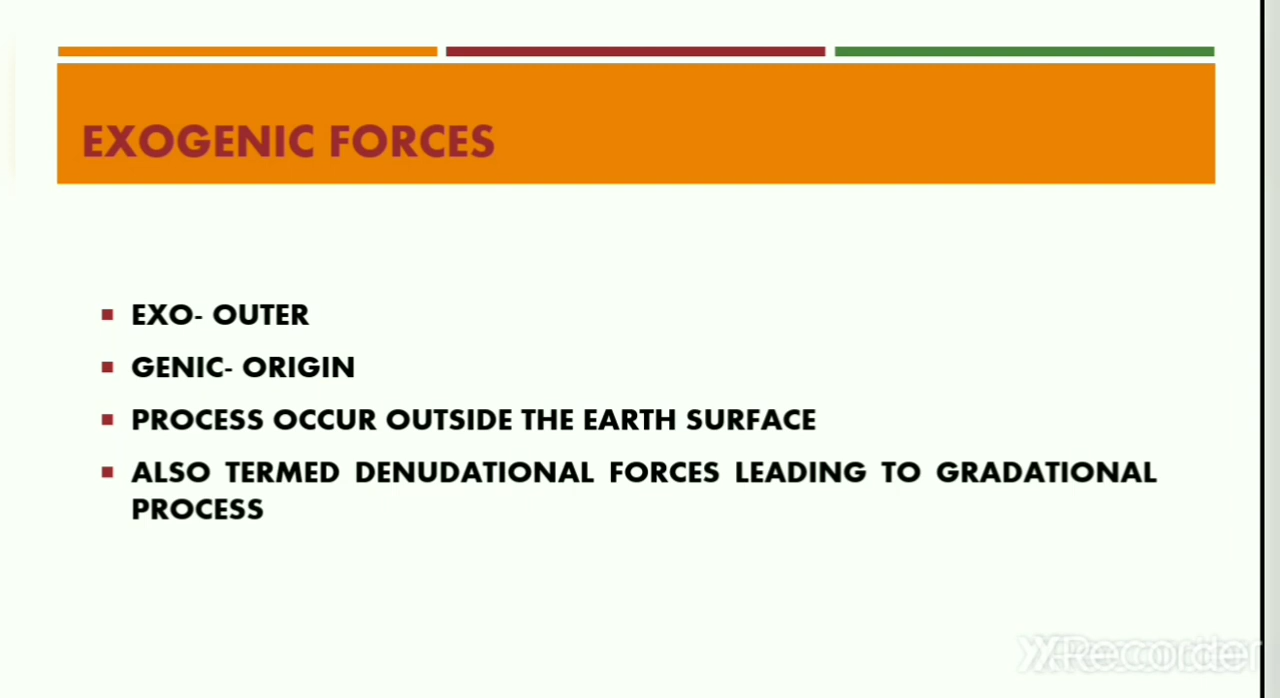 EXOGENIC FORCES
EXO- OUTER
GENIC- ORIGIN
PROCESS OCCUR OUTSIDE THE EARTH SURFACE
ALSO TERMED DENUDATIONAL FORCES LEADING TO GRADATIONAL
PROCESS
XRecorder